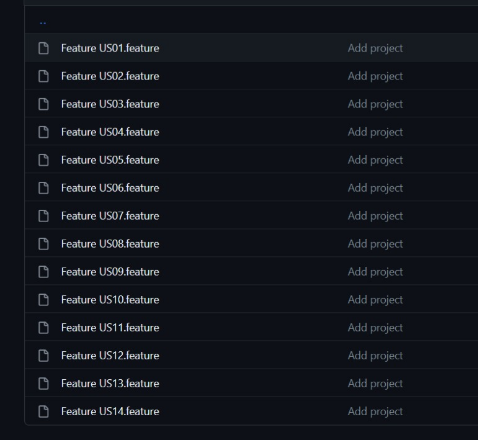 ..
Feature US01.feature Add project
Feature US02.feature Add project
Feature US03.feature Add project
Feature US04.feature Add project
Feature US05.feature Add project
Feature US06.feature Add project
Feature US07.feature Add project
Feature US08.feature Add project
Feature US09.feature Add project
Feature US10.feature Add project
Feature US11.feature Add project
Feature US12.feature Add project
Feature US13.feature Add project
Feature US14.feature Add project